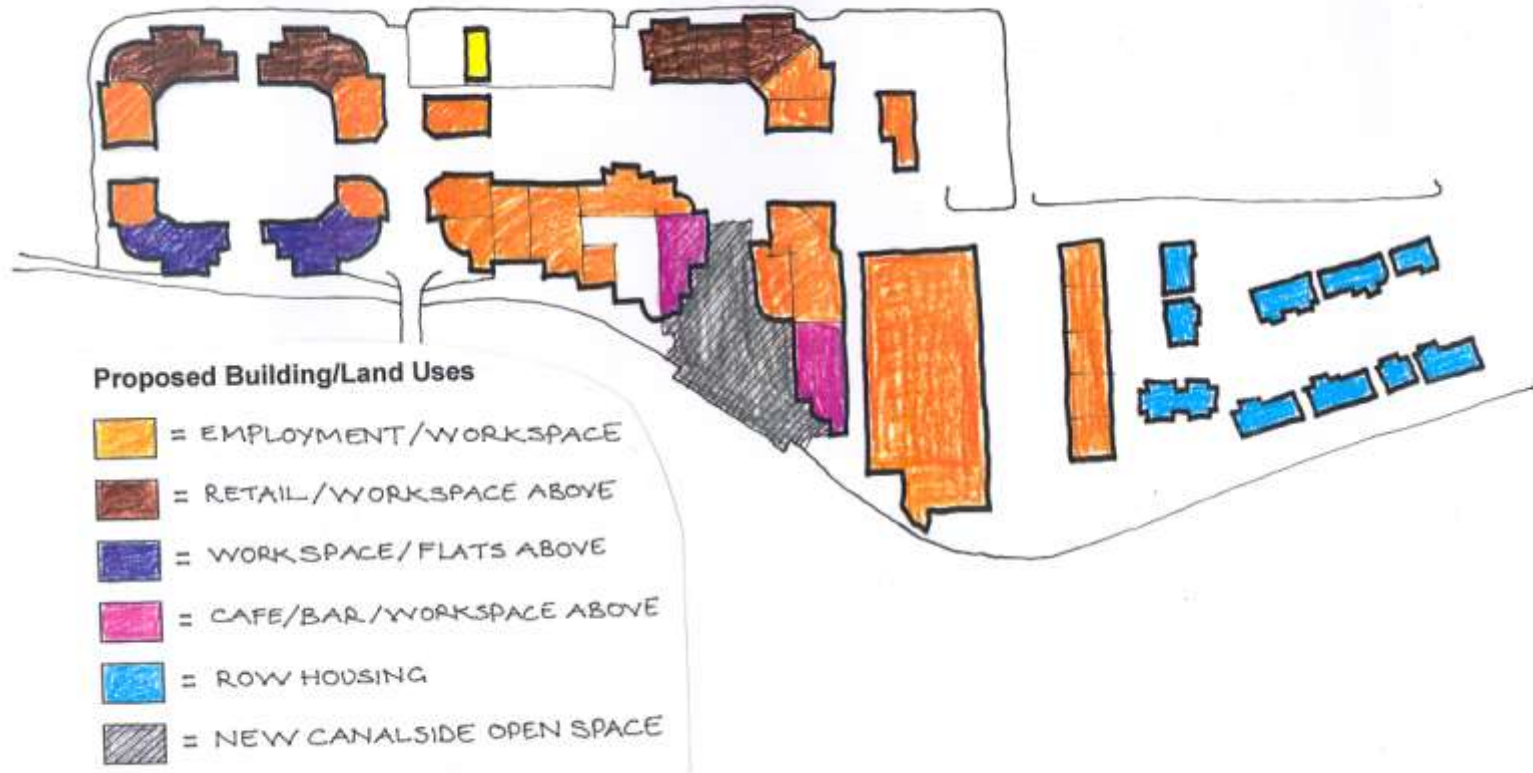 Proposed Building/Land Uses
= EMPLOYMENT/WORKSPACE
= RETAIL/WORKSPACE ABOVE
= WORKSPACE/FLATS ABOVE
= CAFE/BAR/WORKSPACE ABOVE
= ROW HOUSING
= NEW CANALSIDE OPEN SPACE